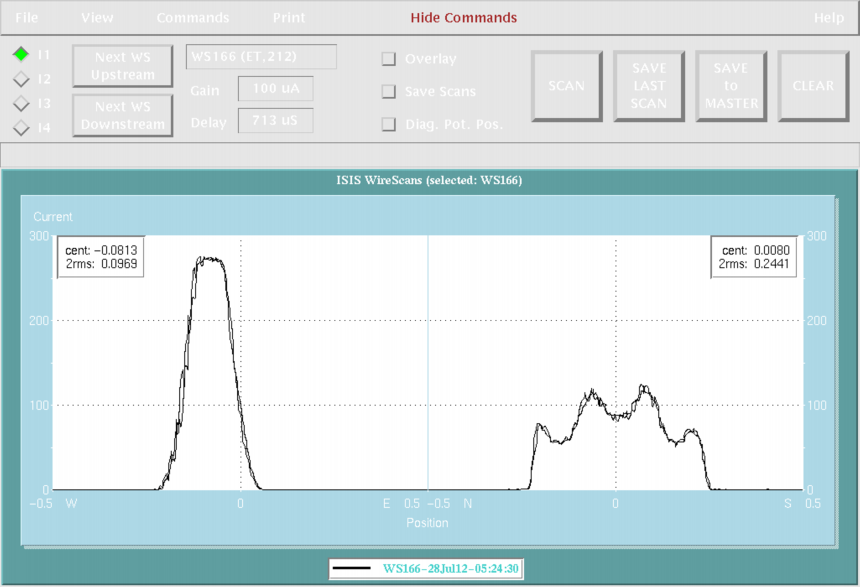 File View Commands Print Hide Commands Help
I1
I2
I3
I4
Next WS
Upstream
Next WS
Downstream
WS166 (ET,212)
Gain 100 uA
Delay 713 uS
Overlay
Save Scans
Diag. Pot. Pos.
SCAN
SAVE
LAST
SCAN
SAVE
to
MASTER
CLEAR
ISIS WireScans (selected: WS166)
Current
cent: -0.0813
2rms: 0.0969
cent: 0.0080
2rms: 0.2441
300 300
200 200
100 100
0 0
-0.5 W 0 E 0.5 -0.5 N 0 S 0.5
Position
WS166-28Jul12-05:24:30